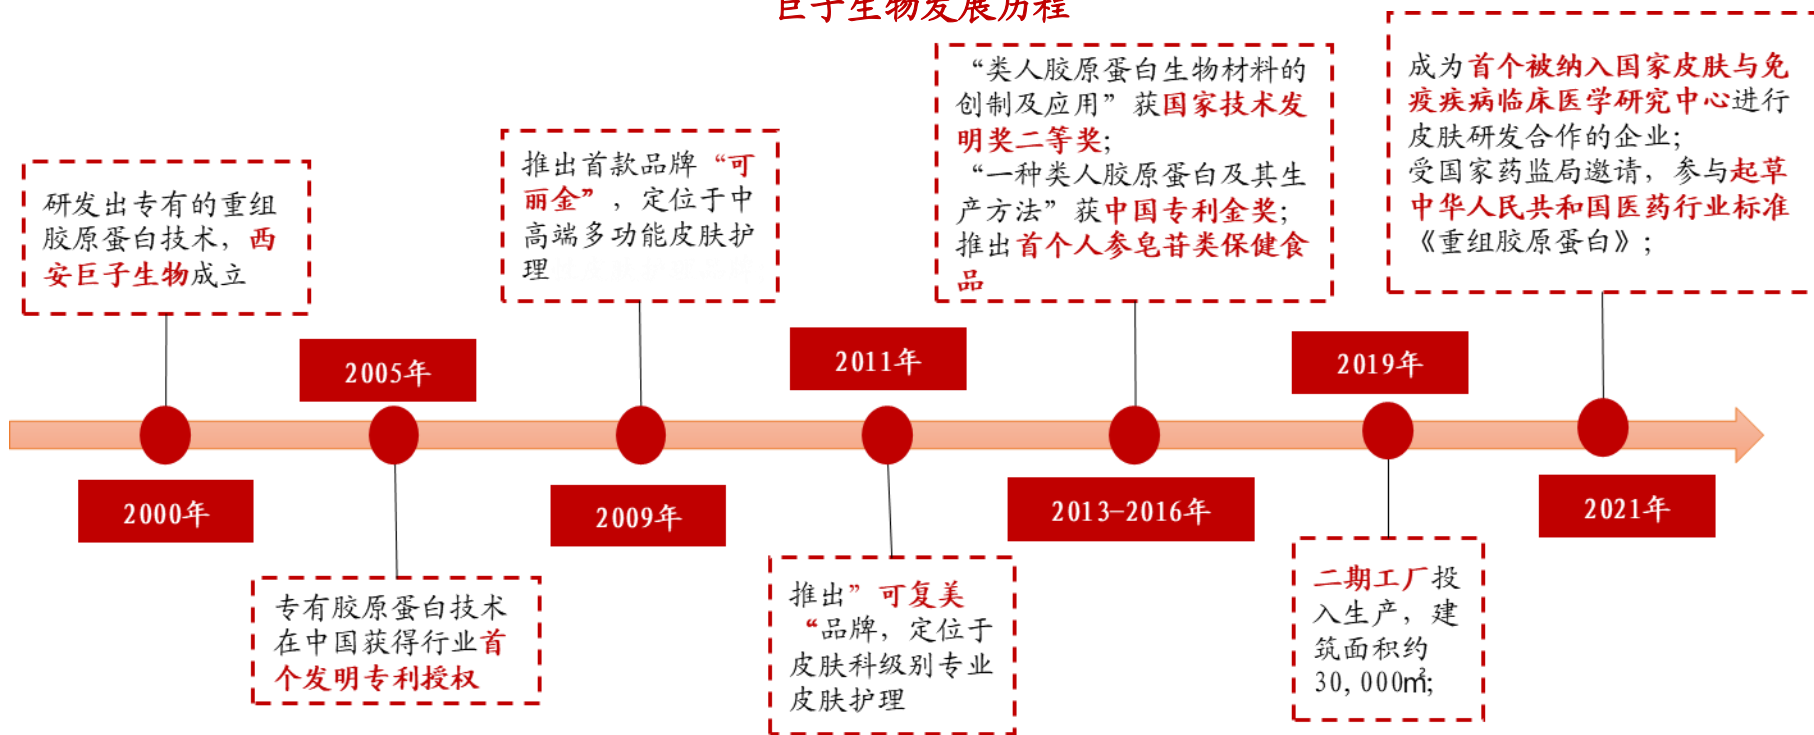 巨子生物发展历程
研发出专有的重组
胶原蛋白技术，西
安巨子生物成立
2000年
2005年
专有胶原蛋白技术
在中国获得行业首
个发明专利授权
推出首款品牌“可
丽金”，定位于中
高端多功能皮肤护
理
2009年
2011年
推出”可复美
“品牌，定位于
皮肤科级别专业
皮肤护理
“类人胶原蛋白生物材料的
创制及应用”获国家技术发
明奖二等奖；
“一种类人胶原蛋白及其生
产方法”获中国专利金奖；
推出首个人参皂苷类保健食
品
2013-2016年
2019年
二期工厂投
入生产，建
筑面积约
30,000㎡;
成为首个被纳入国家皮肤与免
疫疾病临床医学研究中心进行
皮肤研发合作的企业；
受国家药监局邀请，参与起草
中华人民共和国医药行业标准
《重组胶原蛋白》；
2021年